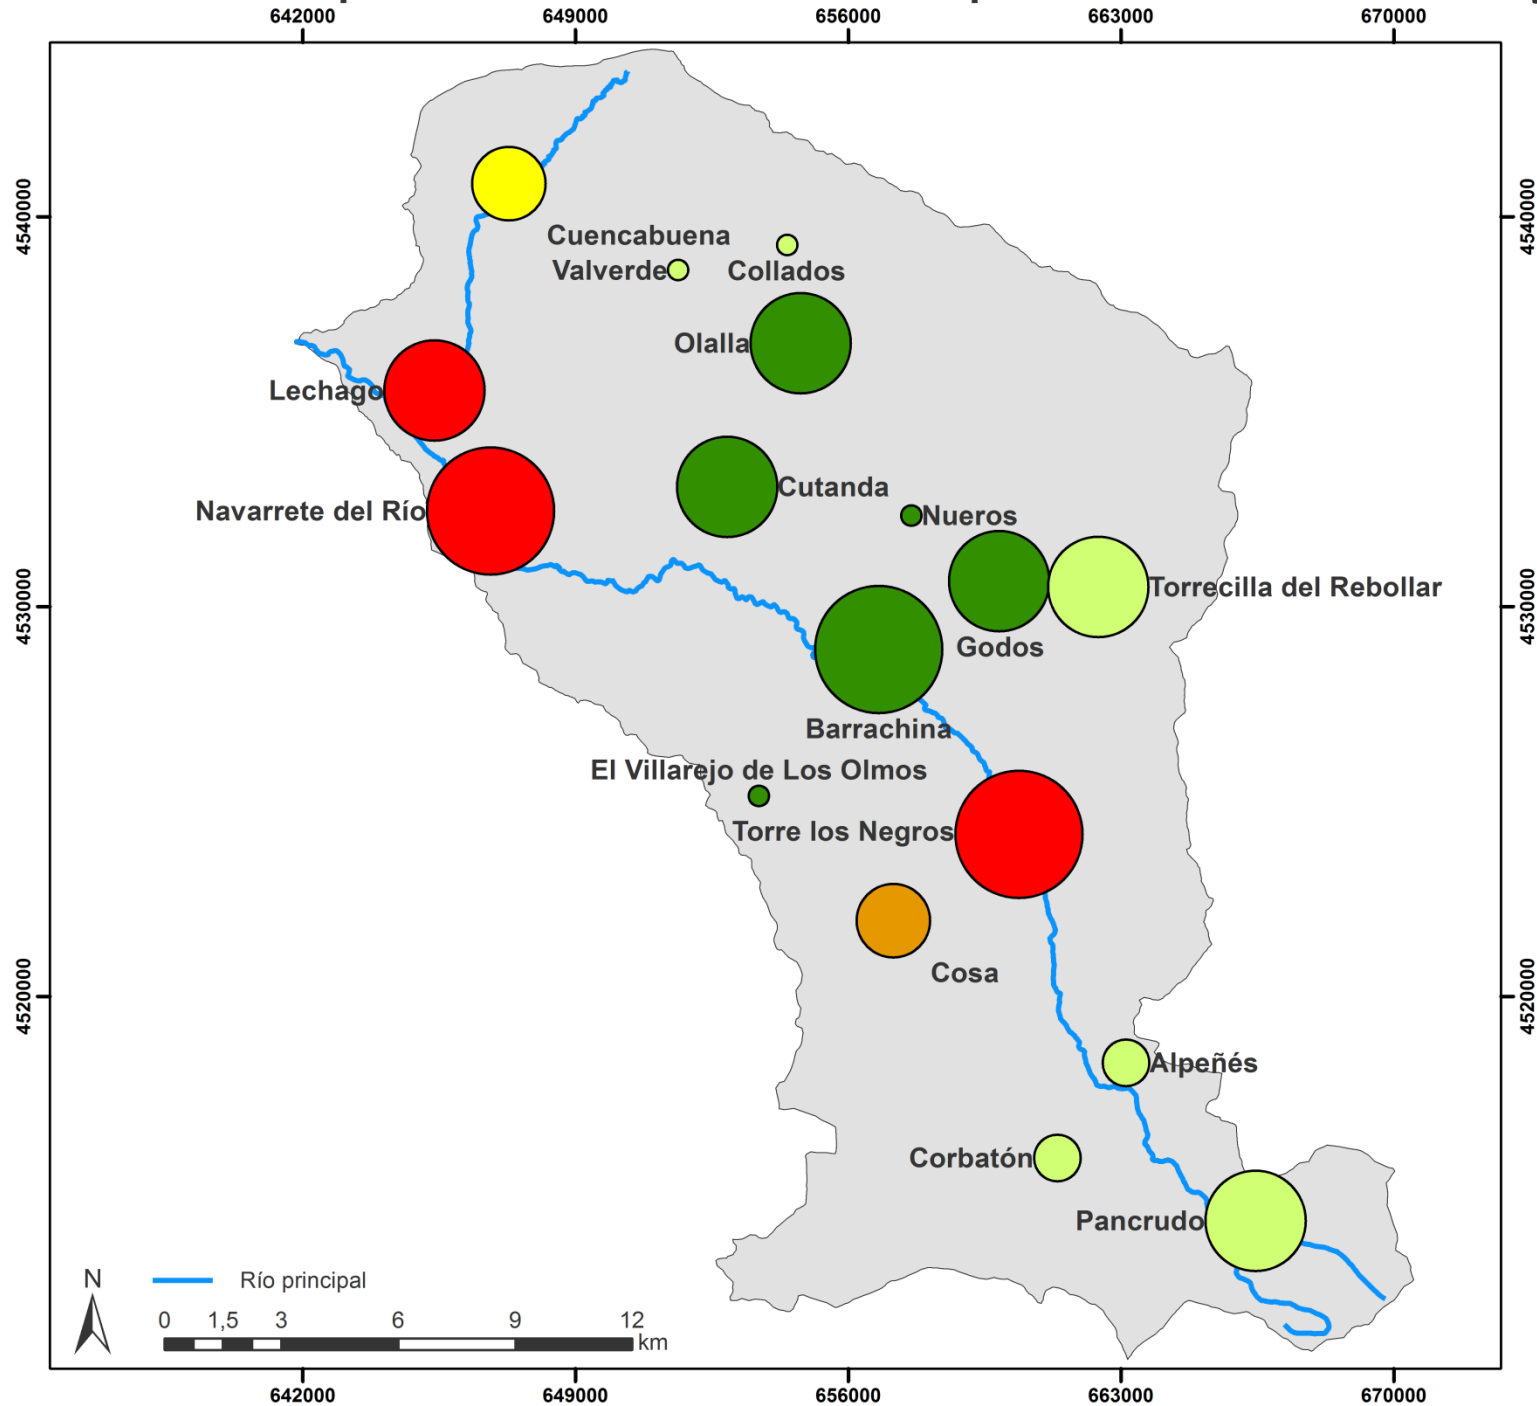 642000 649000 656000 663000 670000
4540000 4540000
Cuencabuena
Valverde Collados
Olalla
Lechago
Cutanda
Navarrete del Río
Nueros
Torrecilla del Rebollar
4530000 4530000
Godos
Barrachina
El Villarejo de Los Olmos
Torre los Negros
Cosa
4520000 4520000
Alpeñés
Corbatón
Pancrudo
N
Río principal
0 1,5 3 6 9 12
km
642000 649000 656000 663000 670000